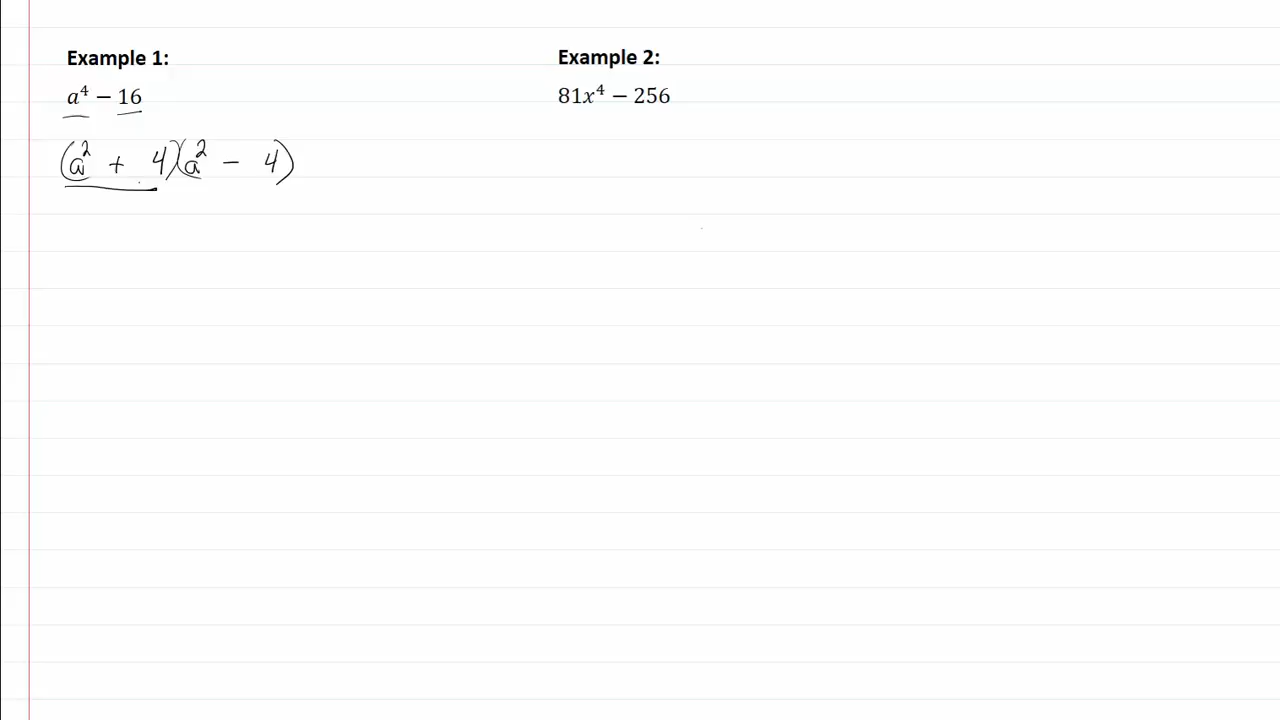 Example 1:
a⁴ − 16
(a² + 4)(a² − 4)
Example 2:
81x⁴ − 256